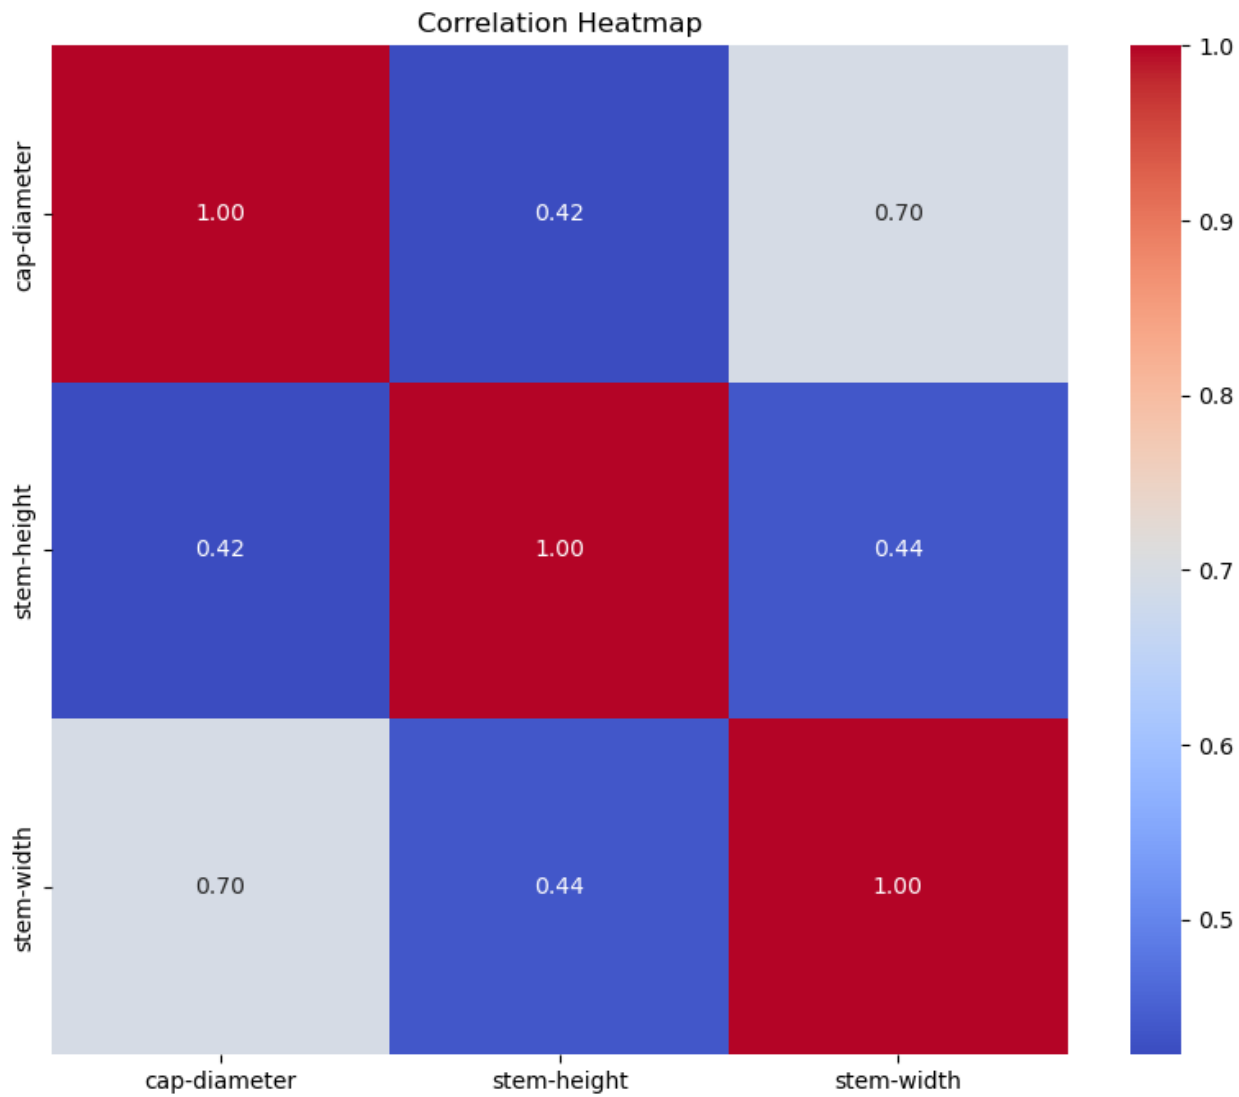 Correlation Heatmap
cap-diameter
1.00
0.42
0.70
stem-height
0.42
1.00
0.44
stem-width
0.70
0.44
1.00
cap-diameter
stem-height
stem-width
1.0
0.9
0.8
0.7
0.6
0.5